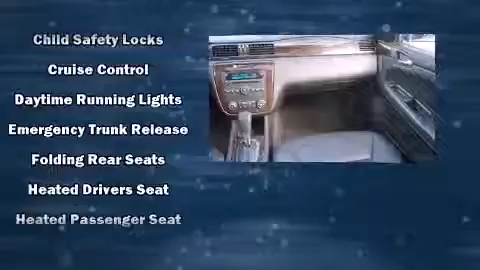 Child Safety Locks
Cruise Control
Daytime Running Lights
Emergency Trunk Release
Folding Rear Seats
Heated Drivers Seat
Heated Passenger Seat